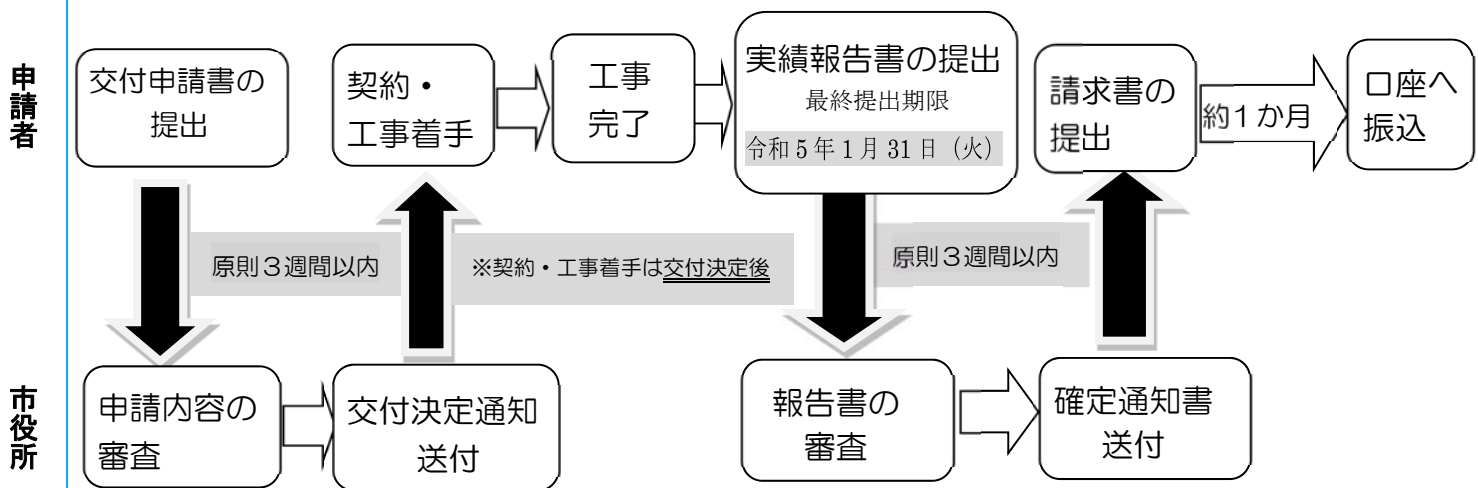 申請者
交付申請書の
提出
契約・
工事着手
工事
完了
実績報告書の提出
最終提出期限
令和5年1月31日（火）
請求書の
提出
約１か月
口座へ
振込
原則３週間以内
※契約・工事着手は交付決定後
原則３週間以内
市役所
申請内容の
審査
交付決定通知
送付
報告書の
審査
確定通知書
送付